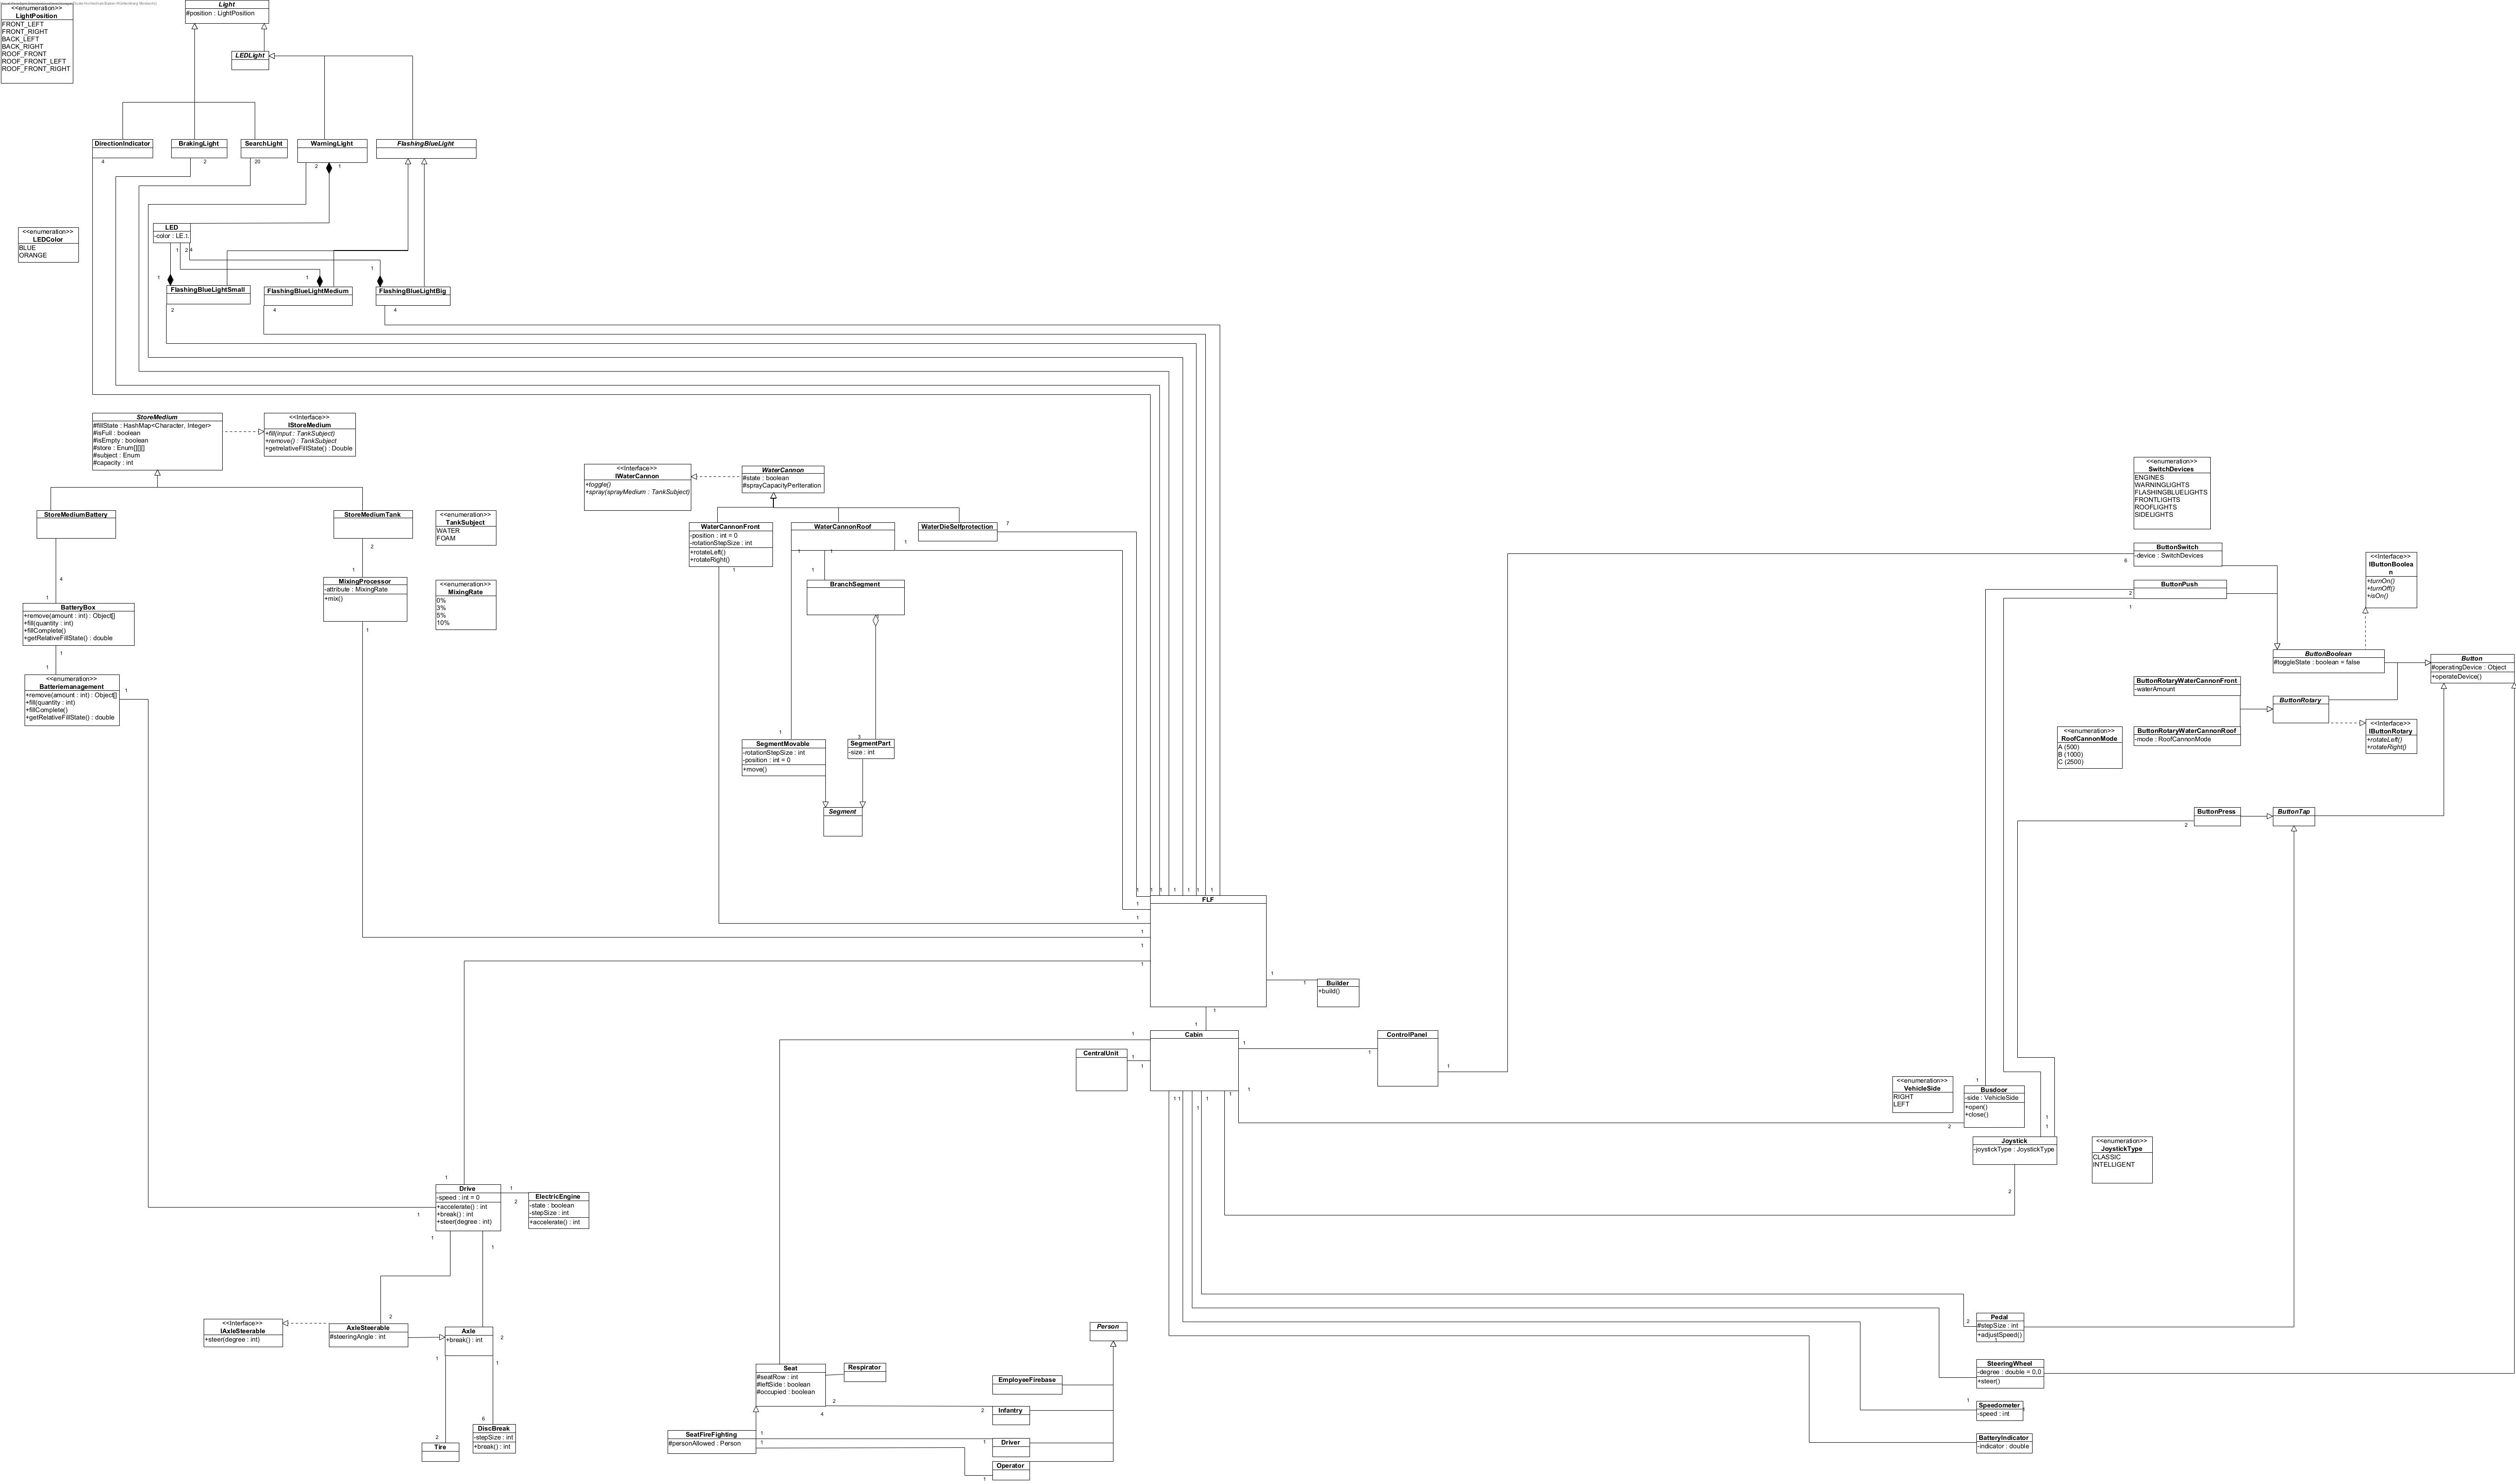 <<enumeration>>
LightPosition
FRONT_LEFT
FRONT_RIGHT
BACK_LEFT
BACK_RIGHT
ROOF_FRONT
ROOF_FRONT_LEFT
ROOF_FRONT_RIGHT
Light
#position : LightPosition
LEDLight
DirectionIndicator
BrakingLight
SearchLight
WarningLight
FlashingBlueLight
4
2
20
2
1
<<enumeration>>
LEDColor
BLUE
ORANGE
LED
-color : LE
1
1
2
4
1
1
1
FlashingBlueLightSmall
FlashingBlueLightMedium
FlashingBlueLightBig
2
4
4
StoreMedium
#fillState : HashMap<Character, Integer>
#isFull : boolean
#isEmpty : boolean
#store : Enum[][][]
#subject : Enum
#capacity : int
<<Interface>>
IStoreMedium
+fill(input : TankSubject)
+remove() : TankSubject
+getrelativeFillState() : Double
StoreMediumBattery
StoreMediumTank
<<enumeration>>
TankSubject
WATER
FOAM
4
1
2
1
BatteryBox
+remove(amount : int) : Object[]
+fill(quantity : int)
+fillComplete()
+getRelativeFillState() : double
MixingProcessor
-attribute : MixingRate
+mix()
<<enumeration>>
MixingRate
0%
3%
5%
10%
1
1
1
<<enumeration>>
Batteriemanagement
+remove(amount : int) : Object[]
+fill(quantity : int)
+fillComplete()
+getRelativeFillState() : double
1
<<Interface>>
IWaterCannon
+toggle()
+spray(sprayMedium : TankSubject)
WaterCannon
#state : boolean
#sprayCapacityPerIteration
WaterCannonFront
-position : int = 0
-rotationStepSize : int
+rotateLeft()
+rotateRight()
WaterCannonRoof
WaterDieSelfprotection
7
1
1
1
1
1
BranchSegment
1
3
SegmentMovable
-rotationStepSize : int
-position : int = 0
+move()
SegmentPart
-size : int
Segment
<<enumeration>>
SwitchDevices
ENGINES
WARNINGLIGHTS
FLASHINGBLUELIGHTS
FRONTLIGHTS
ROOFLIGHTS
SIDELIGHTS
ButtonSwitch
-device : SwitchDevices
6
ButtonPush
2
1
<<Interface>>
IButtonBoolea
n
+turnOn()
+turnOff()
+isOn()
ButtonBoolean
#toggleState : boolean = false
Button
#operatingDevice : Object
+operateDevice()
ButtonRotaryWaterCannonFront
-waterAmount
ButtonRotary
<<Interface>>
IButtonRotary
+rotateLeft()
+rotateRight()
<<enumeration>>
RoofCannonMode
A (500)
B (1000)
C (2500)
ButtonRotaryWaterCannonRoof
-mode : RoofCannonMode
ButtonPress
2
ButtonTap
1
1
1
1
1
1
1
1
FLF
1
1
1
1
1
1
1
Builder
+build()
1
1
Cabin
1
CentralUnit
1
1
1
1
ControlPanel
1
<<enumeration>>
VehicleSide
RIGHT
LEFT
1
Busdoor
-side : VehicleSide
+open()
+close()
1
1
2
1
1
1
1
1
1
Joystick
-joystickType : JoystickType
2
<<enumeration>>
JoystickType
CLASSIC
INTELLIGENT
1
Drive
-speed : int = 0
+accelerate() : int
+break() : int
+steer(degree : int)
1
2
ElectricEngine
-state : boolean
-stepSize : int
+accelerate() : int
1
1
1
2
2
<<Interface>>
IAxleSteerable
+steer(degree : int)
AxleSteerable
#steeringAngle : int
Axle
+break() : int
1
1
2
6
Tire
DiscBreak
-stepSize : int
+break() : int
Seat
#seatRow : int
#leftSide : boolean
#occupied : boolean
Respirator
2
4
2
SeatFireFighting
#personAllowed : Person
1
1
1
1
Person
EmployeeFirebase
Infantry
Driver
Operator
2
Pedal
#stepSize : int
+adjustSpeed()
SteeringWheel
-degree : double = 0,0
+steer()
1
Speedometer
-speed : int
BatteryIndicator
-indicator : double